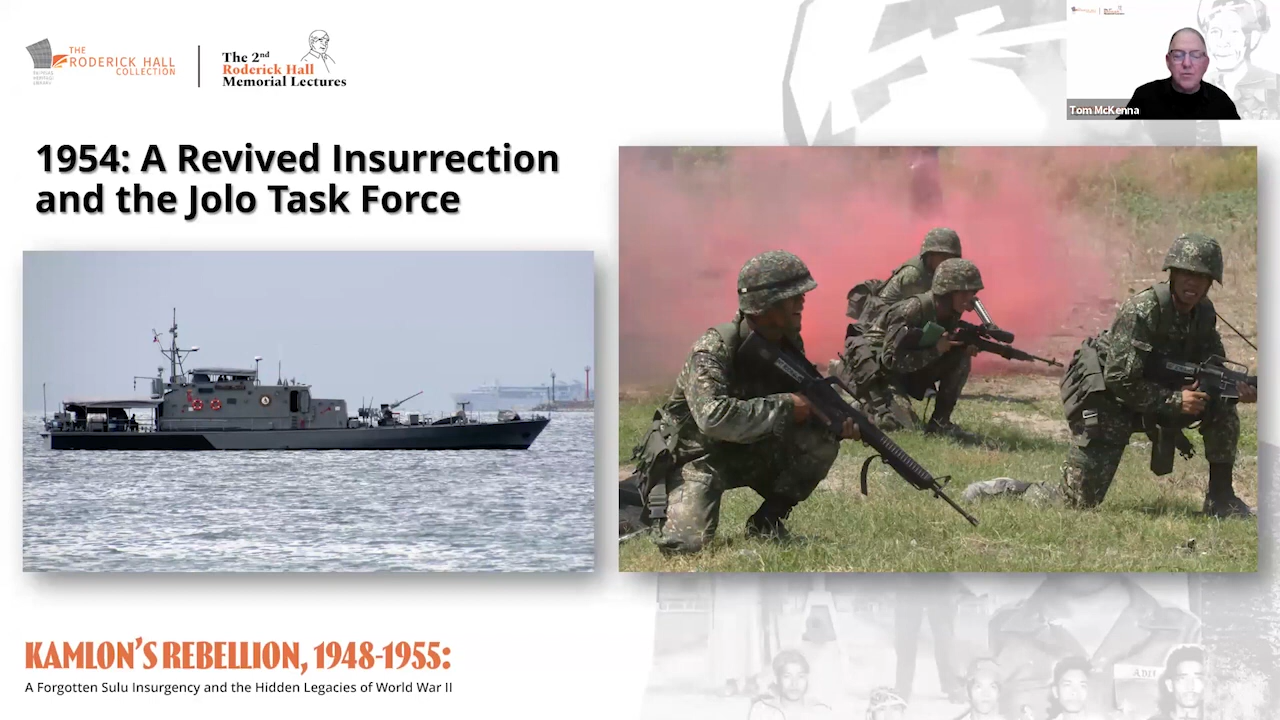 THE
RODERICK HALL
COLLECTION
The 2nd
Roderick Hall
Memorial Lectures
Tom McKenna
1954: A Revived Insurrection
and the Jolo Task Force
KAMLON'S REBELLION, 1948-1955:
A Forgotten Sulu Insurgency and the Hidden Legacies of World War II